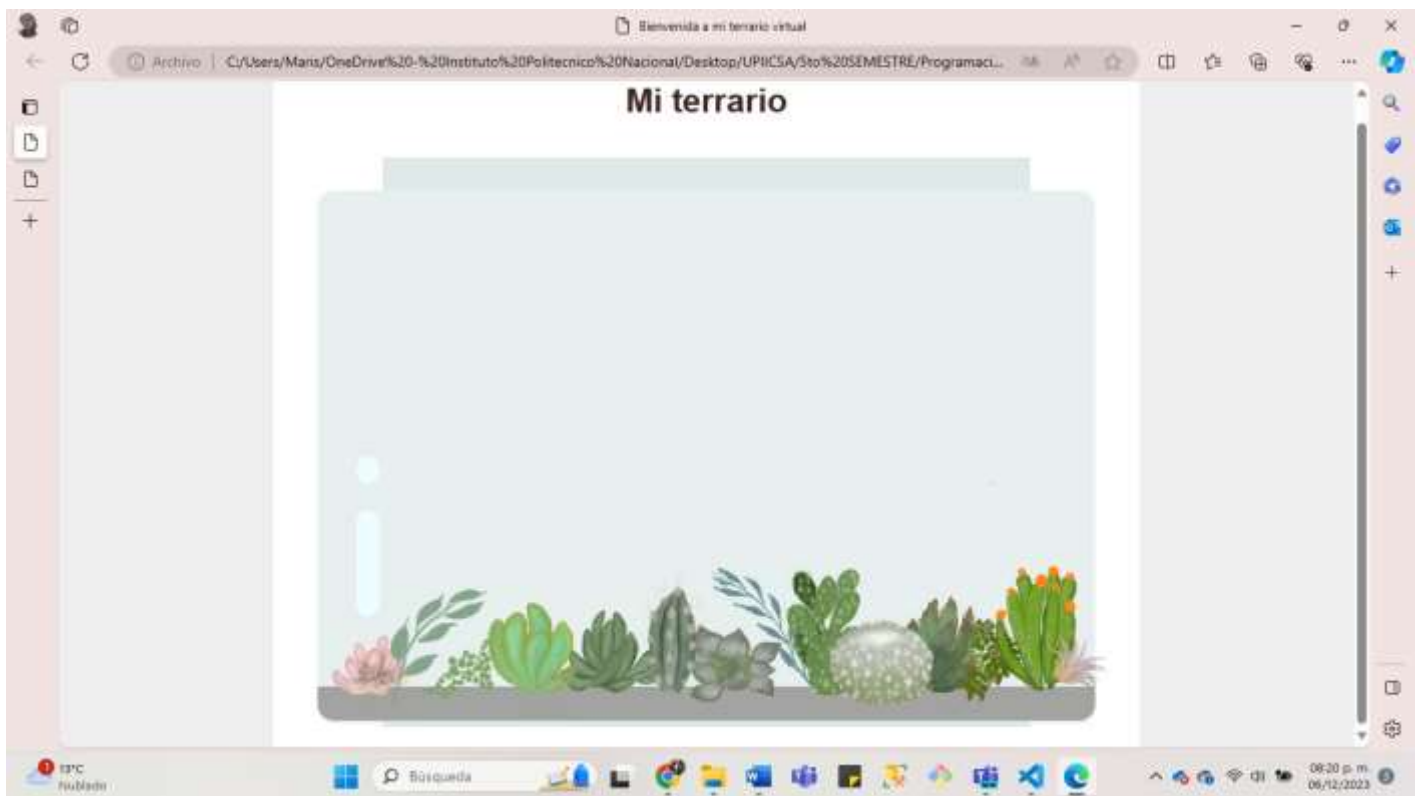 Bienvenida a mi terrario virtual
Archivo
C:/Users/Maris/OneDrive%20-%20Instituto%20Politecnico%20Nacional/Desktop/UPIICSA/5to%20SEMESTRE/Programaci...
Mi terrario
13°C
Nublado
Búsqueda
08:20 p. m.
06/12/2023